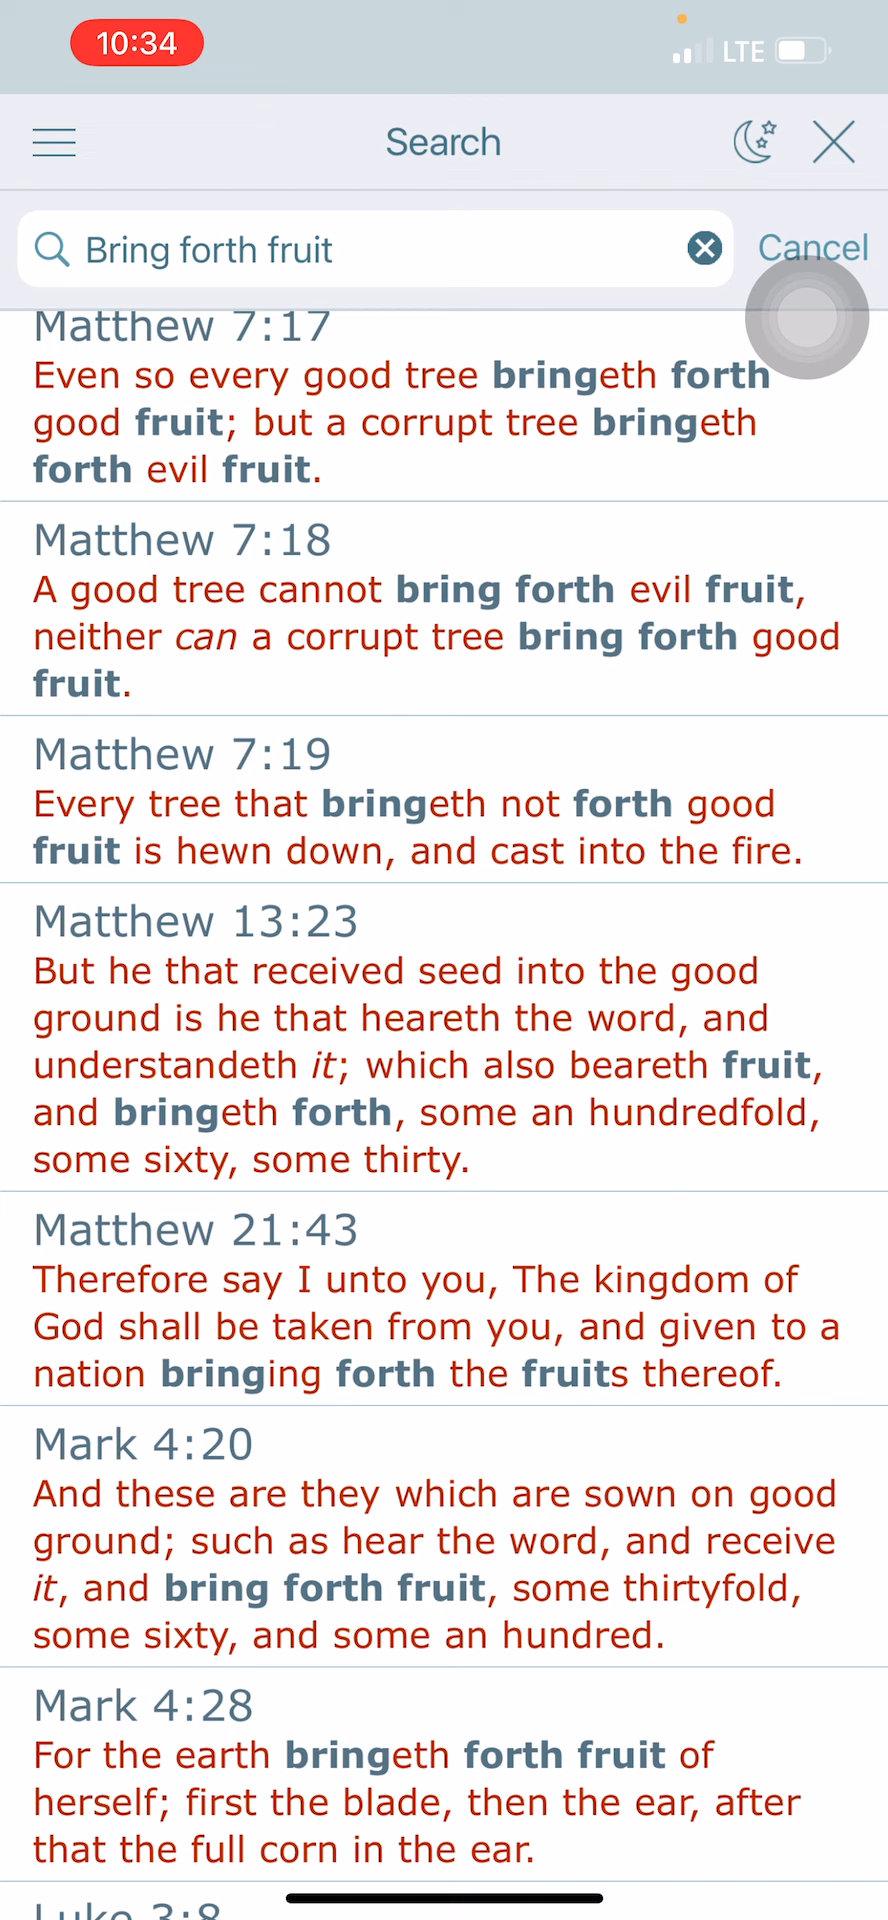 10:34
LTE
Search
Bring forth fruit
Cancel
Matthew 7:17
Even so every good tree bringeth forth
good fruit; but a corrupt tree bringeth
forth evil fruit.
Matthew 7:18
A good tree cannot bring forth evil fruit,
neither can a corrupt tree bring forth good
fruit.
Matthew 7:19
Every tree that bringeth not forth good
fruit is hewn down, and cast into the fire.
Matthew 13:23
But he that received seed into the good
ground is he that heareth the word, and
understandeth it; which also beareth fruit,
and bringeth forth, some an hundredfold,
some sixty, some thirty.
Matthew 21:43
Therefore say I unto you, The kingdom of
God shall be taken from you, and given to a
nation bringing forth the fruits thereof.
Mark 4:20
And these are they which are sown on good
ground; such as hear the word, and receive
it, and bring forth fruit, some thirtyfold,
some sixty, and some an hundred.
Mark 4:28
For the earth bringeth forth fruit of
herself; first the blade, then the ear, after
that the full corn in the ear.
Luke 3:8